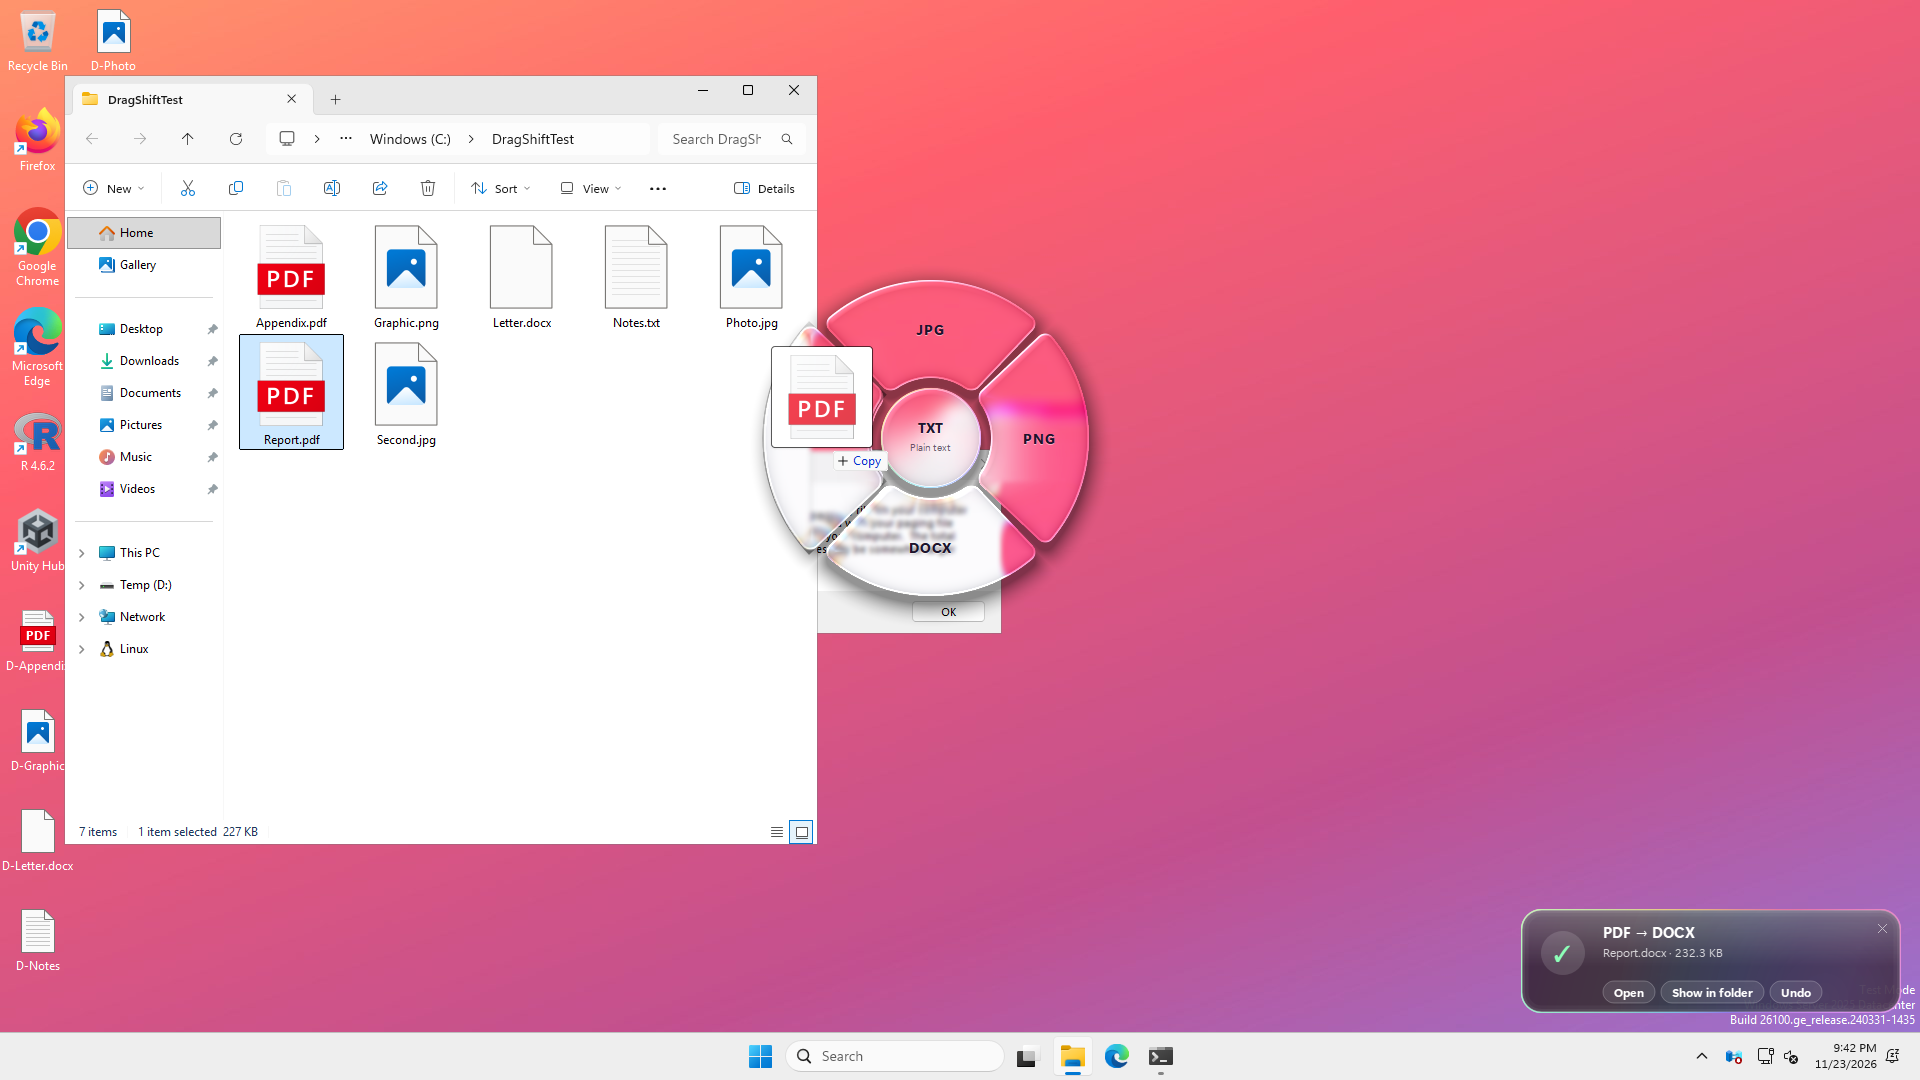 Recycle Bin
D-Photo
Firefox
Google
Chrome
Microsoft
Edge
R 4.6.2
Unity Hub
PDF
D-Appendi
D-Graphic
D-Letter.docx
D-Notes
DragShiftTest
Windows (C:)
DragShiftTest
Search DragSh
New
Sort
View
Details
Home
Gallery
Desktop
Downloads
Documents
Pictures
Music
Videos
This PC
Temp (D:)
Network
Linux
PDF
Appendix.pdf
Graphic.png
Letter.docx
Notes.txt
Photo.jpg
PDF
Report.pdf
Second.jpg
7 items
1 item selected 227 KB
JPG
PDF
+ Copy
TXT
Plain text
PNG
DOCX
OK
PDF → DOCX
Report.docx · 232.3 KB
Open
Show in folder
Undo
Build 26100.ge_release.240331-1435
Search
9:42 PM
11/23/2026